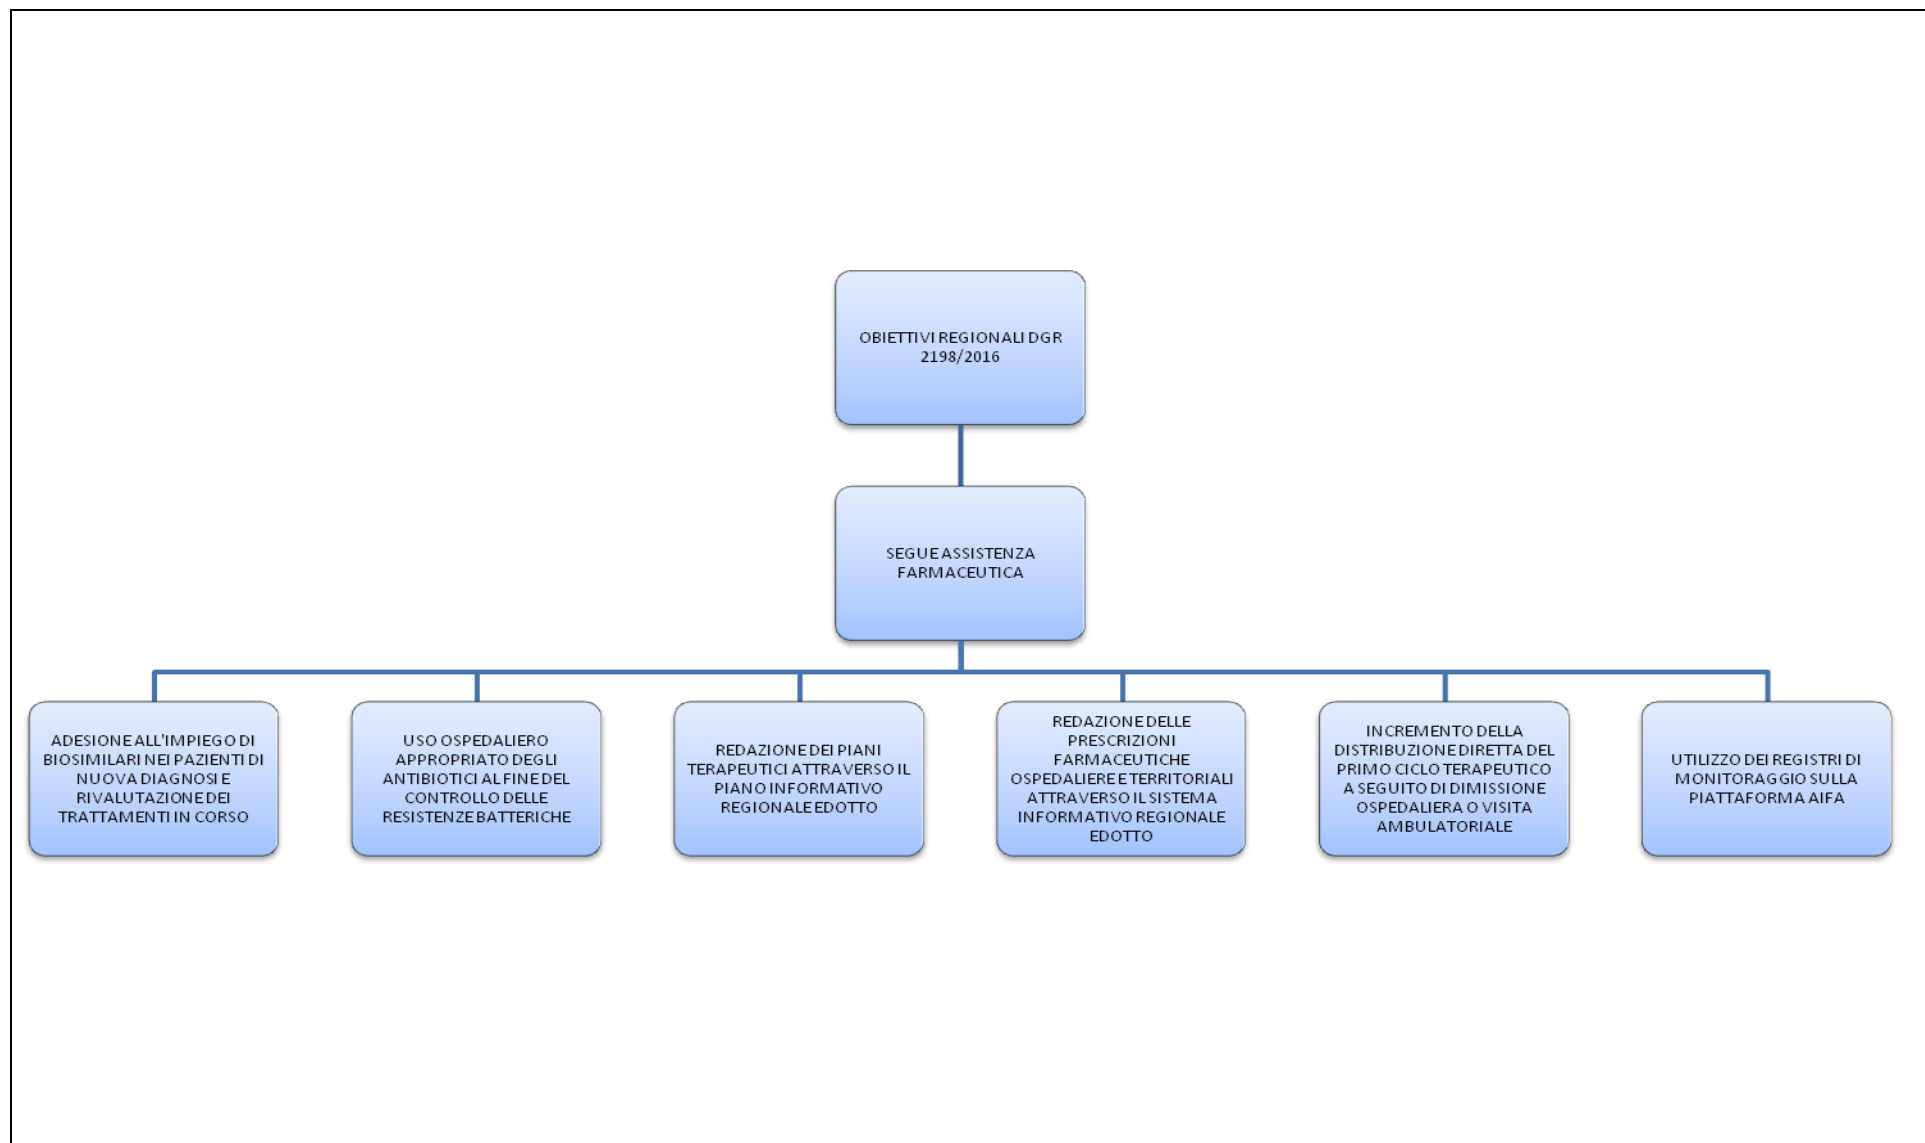 OBIETTIVI REGIONALI DGR
2198/2016
SEGUE ASSISTENZA
FARMACEUTICA
ADESIONE ALL'IMPIEGO DI
BIOSIMILARI NEI PAZIENTI DI
NUOVA DIAGNOSI E
RIVALUTAZIONE DEI
TRATTAMENTI IN CORSO
USO OSPEDALIERO
APPROPRIATO DEGLI
ANTIBIOTICI AL FINE DEL
CONTROLLO DELLE
RESISTENZE BATTERICHE
REDAZIONE DEI PIANI
TERAPEUTICI ATTRAVERSO IL
PIANO INFORMATIVO
REGIONALE EDOTTO
REDAZIONE DELLE
PRESCRIZIONI
FARMACEUTICHE
OSPEDALIERE E TERRITORIALI
ATTRAVERSO IL SISTEMA
INFORMATIVO REGIONALE
EDOTTO
INCREMENTO DELLA
DISTRIBUZIONE DIRETTA DEL
PRIMO CICLO TERAPEUTICO
A SEGUITO DI DIMISSIONE
OSPEDALIERA O VISITA
AMBULATORIALE
UTILIZZO DEI REGISTRI DI
MONITORAGGIO SULLA
PIATTAFORMA AIFA